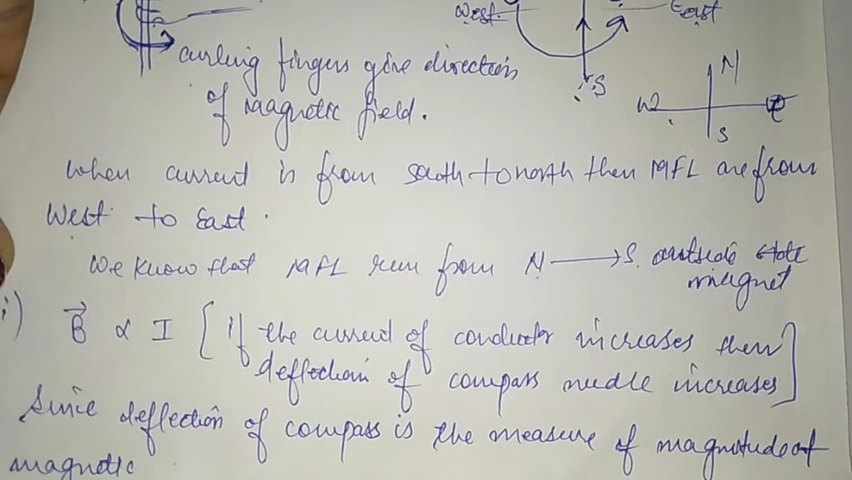 West East
curling fingers give direction
S N
of Magnetic field. W E
S
when current is from south to north then MFL are from
West to East.
We know that MFL run from N → S. outside the
magnet
i) B⃗ ∝ I [ if the current of conductor increases then
deflection of compass needle increases ]
Since deflection of compass is the measure of magnitude of
magnetic